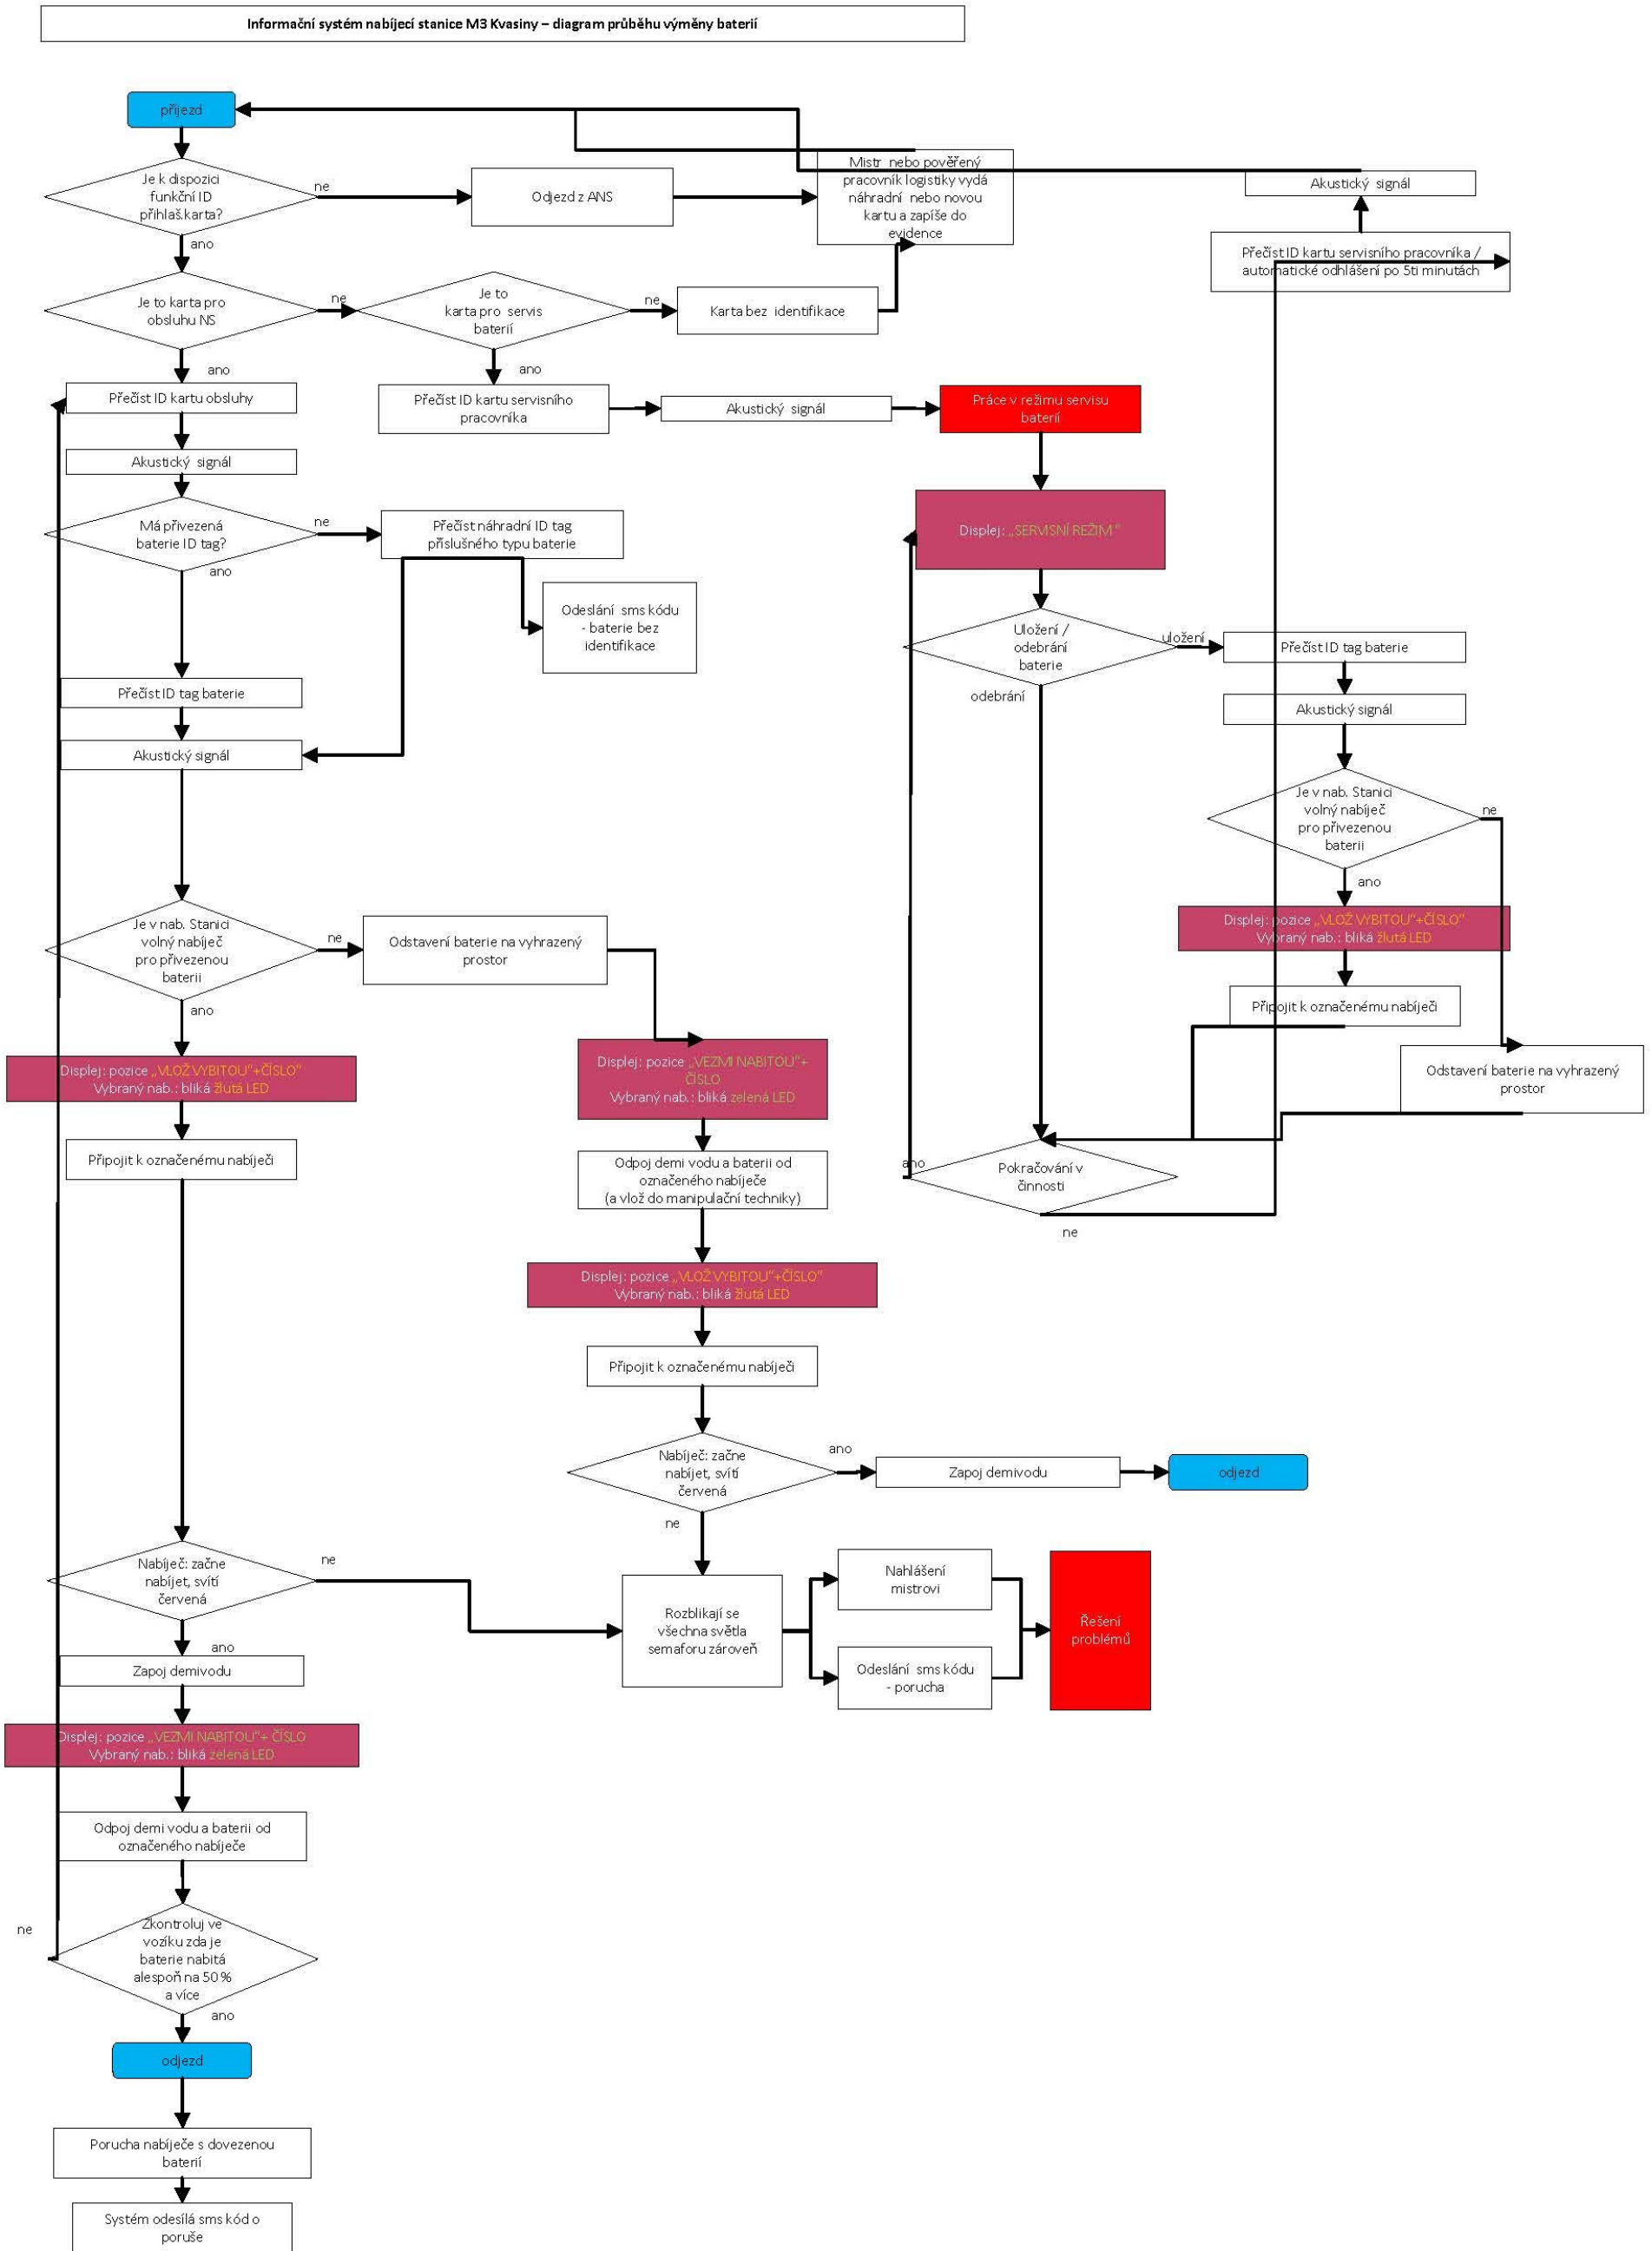 Informační systém nabíjecí stanice M3 Kvasiny – diagram průběhu výměny baterií
příjezd
Je k dispozici
funkční ID
přihlaš.karta?
ne
Odjezd z ANS
Mistr nebo pověřený
pracovník logistiky vydá
náhradní nebo novou
kartu a zapíše do
evidence
Akustický signál
Přečíst ID kartu servisního pracovníka /
automatické odhlášení po 5ti minutách
ano
Je to karta pro
obsluhu NS
ne
Je to
karta pro servis
baterií
ne
Karta bez identifikace
ano
ano
Přečíst ID kartu obsluhy
Přečíst ID kartu servisního
pracovníka
Akustický signál
Práce v režimu servisu
baterií
Akustický signál
Má přivezená
baterie ID tag?
ne
Přečíst náhradní ID tag
příslušného typu baterie
ano
Odeslání sms kódu
- baterie bez
identifikace
Displej: „SERVISNÍ REŽIM“
Uložení /
odebrání
baterie
uložení
odebrání
Přečíst ID tag baterie
Akustický signál
Přečíst ID tag baterie
Akustický signál
Je v nab. Stanici
volný nabíječ
pro přivezenou
baterii
ne
ano
Displej: pozice „VLOŽ VYBITOU“+ČÍSLO“
Vybraný nab.: bliká žlutá LED
Připojit k označenému nabíječi
Odstavení baterie na vyhrazený
prostor
Je v nab. Stanici
volný nabíječ
pro přivezenou
baterii
ne
Odstavení baterie na vyhrazený
prostor
ano
Displej: pozice „VLOŽ VYBITOU“+ČÍSLO“
Vybraný nab.: bliká žlutá LED
Displej: pozice „VEZMI NABITOU“+
ČÍSLO
Vybraný nab.: bliká zelená LED
Připojit k označenému nabíječi
Odpoj demi vodu a baterii od
označeného nabíječe
(a vlož do manipulační techniky)
ano
Pokračování v
činnosti
ne
Displej: pozice „VLOŽ VYBITOU“+ČÍSLO“
Vybraný nab.: bliká žlutá LED
Připojit k označenému nabíječi
Nabíječ: začne
nabíjet, svítí
červená
ano
Zapoj demivodu
odjezd
ne
Nabíječ: začne
nabíjet, svítí
červená
ne
Rozblikají se
všechna světla
semaforu zároveň
Nahlášení
mistrovi
Odeslání sms kódu
- porucha
Řešení
problémů
ano
Zapoj demivodu
Displej: pozice „VEZMI NABITOU“+ ČÍSLO
Vybraný nab.: bliká zelená LED
Odpoj demi vodu a baterii od
označeného nabíječe
ne
Zkontroluj ve
vozíku zda je
baterie nabitá
alespoň na 50 %
a více
ano
odjezd
Porucha nabíječe s dovezenou
baterií
Systém odesílá sms kód o
poruše